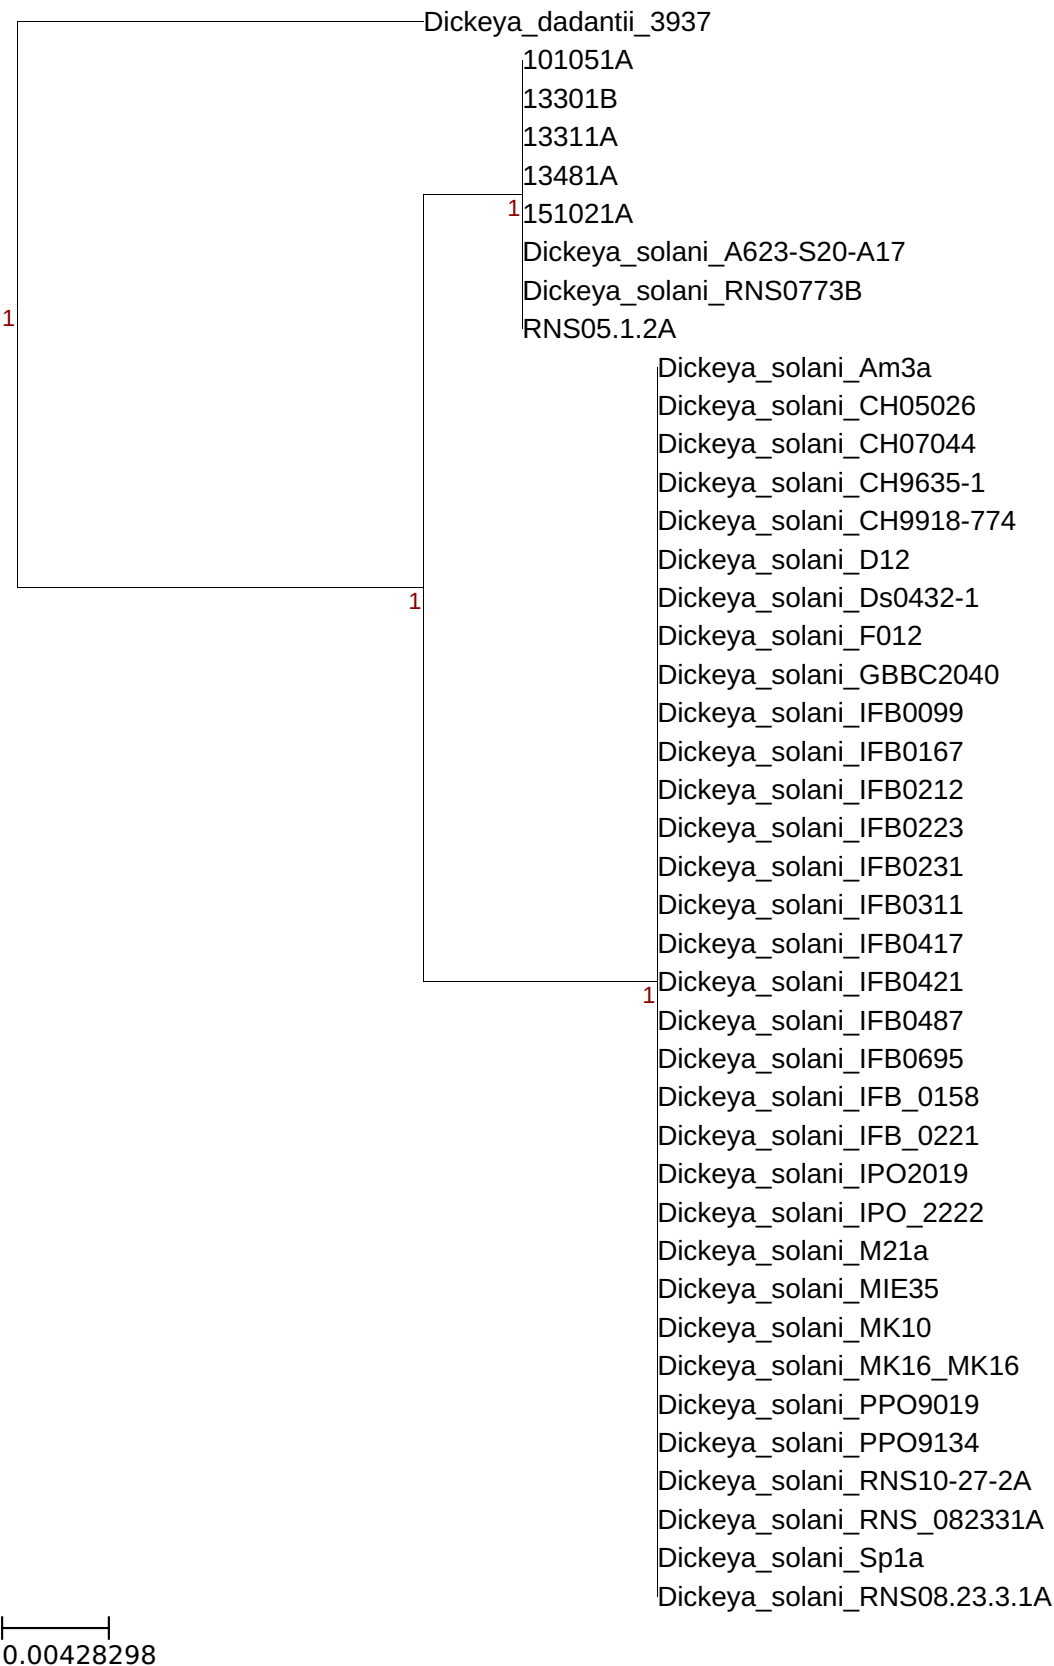 Dickeya_dadantii_3937
101051A
13301B
13311A
13481A
1 151021A
Dickeya_solani_A623-S20-A17
Dickeya_solani_RNS0773B
1
RNS05.1.2A
Dickeya_solani_Am3a
Dickeya_solani_CH05026
Dickeya_solani_CH07044
Dickeya_solani_CH9635-1
Dickeya_solani_CH9918-774
Dickeya_solani_D12
1 Dickeya_solani_Ds0432-1
Dickeya_solani_F012
Dickeya_solani_GBBC2040
Dickeya_solani_IFB0099
Dickeya_solani_IFB0167
Dickeya_solani_IFB0212
Dickeya_solani_IFB0223
Dickeya_solani_IFB0231
Dickeya_solani_IFB0311
Dickeya_solani_IFB0417
Dickeya_solani_IFB0421
1
Dickeya_solani_IFB0487
Dickeya_solani_IFB0695
Dickeya_solani_IFB_0158
Dickeya_solani_IFB_0221
Dickeya_solani_IPO2019
Dickeya_solani_IPO_2222
Dickeya_solani_M21a
Dickeya_solani_MIE35
Dickeya_solani_MK10
Dickeya_solani_MK16_MK16
Dickeya_solani_PPO9019
Dickeya_solani_PPO9134
Dickeya_solani_RNS10-27-2A
Dickeya_solani_RNS_082331A
Dickeya_solani_Sp1a
Dickeya_solani_RNS08.23.3.1A
0.00428298